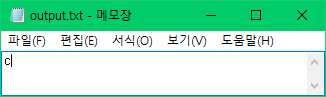 output.txt - 메모장
파일(F) 편집(E) 서식(O) 보기(V) 도움말(H)
c